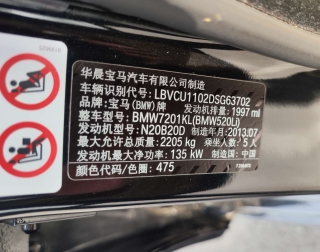 华晨宝马汽车有限公司制造
车辆识别代号: LBVCU1102DSG63702
品牌: 宝马(BMW)牌 发动机排量: 1997 ml
整车型号: BMW7201KL(BMW520Li)
发动机型号: N20B20D 制造年月: 2013.07
最大允许总质量: 2205 kg 乘坐人数: 5人
发动机最大净功率: 135 kW 制造国: 中国
颜色代码/色圈: 475